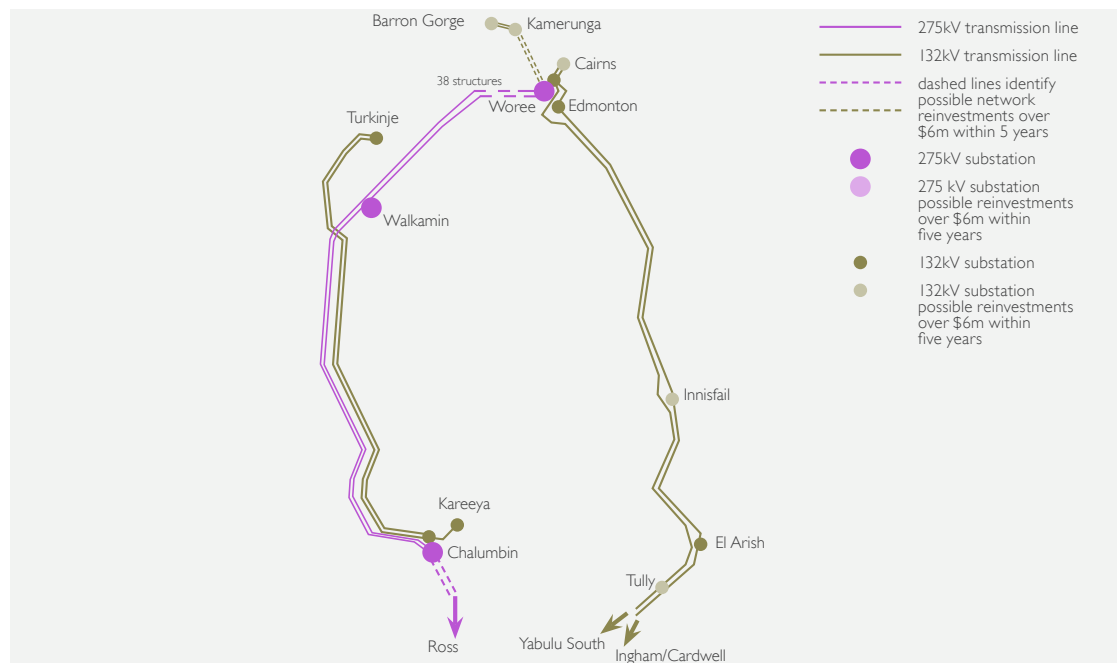 Barron Gorge
Kamerunga
Cairns
38 structures
Woree
Edmonton
Turkinje
Walkamin
Innisfail
Kareeya
Chalumbin
El Arish
Tully
Ross
Yabulu South
Ingham/Cardwell
275kV transmission line
132kV transmission line
dashed lines identify
possible network
reinvestments over
$6m within 5 years
275kV substation
275 kV substation
possible reinvestments
over $6m within
five years
132kV substation
132kV substation
possible reinvestments
over $6m within
five years